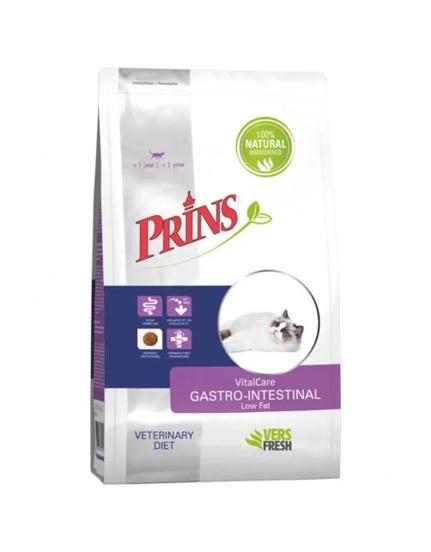 100%
NATURAL
INGREDIENTS
+1 jaar | +1 year
PRINS
VitalCare
GASTRO-INTESTINAL
Low Fat
VETERINARY
DIET
VERS
FRESH